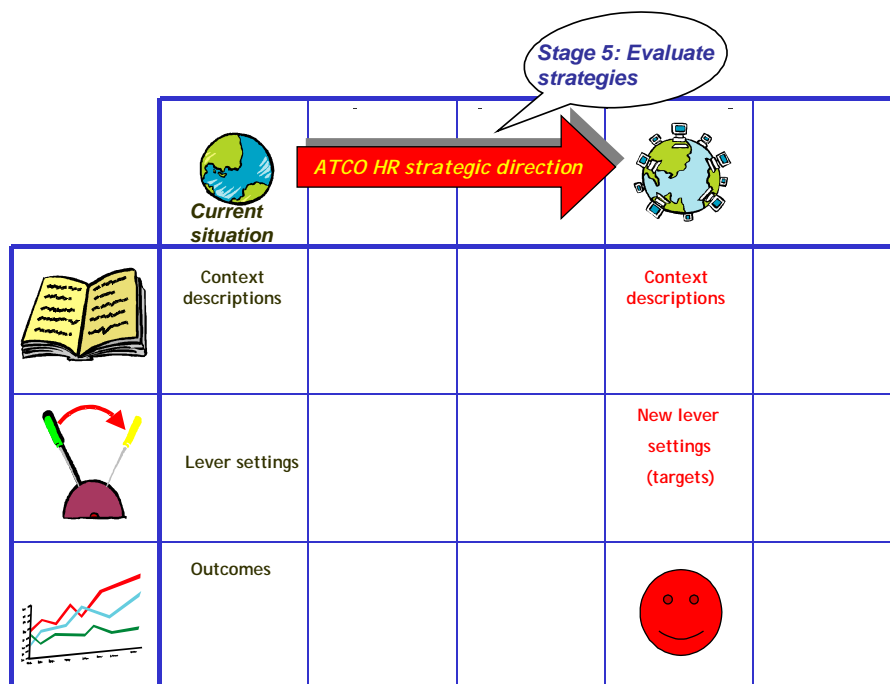 Stage 5: Evaluate
strategies
ATCO HR strategic direction
Current
situation
Context
descriptions
Context
descriptions
Lever settings
New lever
settings
(targets)
Outcomes